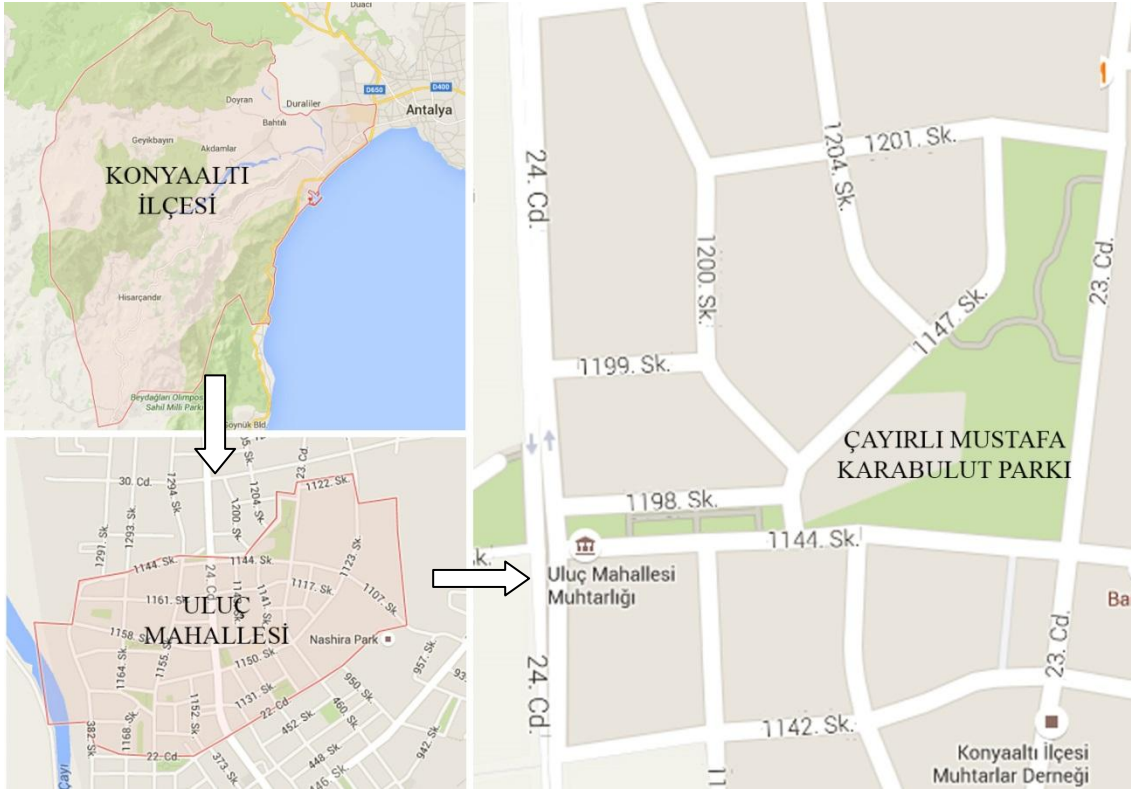 Duacı
D650
D400
Doyran
Duraliler
Antalya
Bahtılı
Geyikbayırı
Akdamlar
KONYAALTI
İLÇESİ
Hisarçandır
Beydağları Olimpos
Sahil Milli Parkı
Göynük Bld
30. Cd.
1294. Sk.
1200. Sk.
1204. Sk.
23. Cd.
1122. Sk.
1291. Sk.
1293. Sk.
1144. Sk.
1144. Sk.
24. Cd.
1123. Sk.
1161. Sk.
1141. Sk.
1117. Sk.
1107. Sk.
ULUÇ
MAHALLESİ
Nashira Park
1158. Sk.
1164. Sk.
1155. Sk.
1150. Sk.
1131. Sk.
957. Sk.
950. Sk.
22. Cd
460. Sk.
452. Sk.
448. Sk.
942. Sk.
1152. Sk.
1168. Sk.
382. Sk.
22. Cd.
373. Sk.
446. Sk.
Çayı
24. Cd.
1204. Sk.
1201. Sk.
1200. Sk.
23. Cd.
1147. Sk.
1199. Sk.
ÇAYIRLI MUSTAFA
KARABULUT PARKI
1198. Sk.
1144. Sk.
Uluç Mahallesi
Muhtarlığı
Ba
24. Cd.
23. Cd.
1142. Sk.
11
Konyaaltı İlçesi
Muhtarlar Derneği